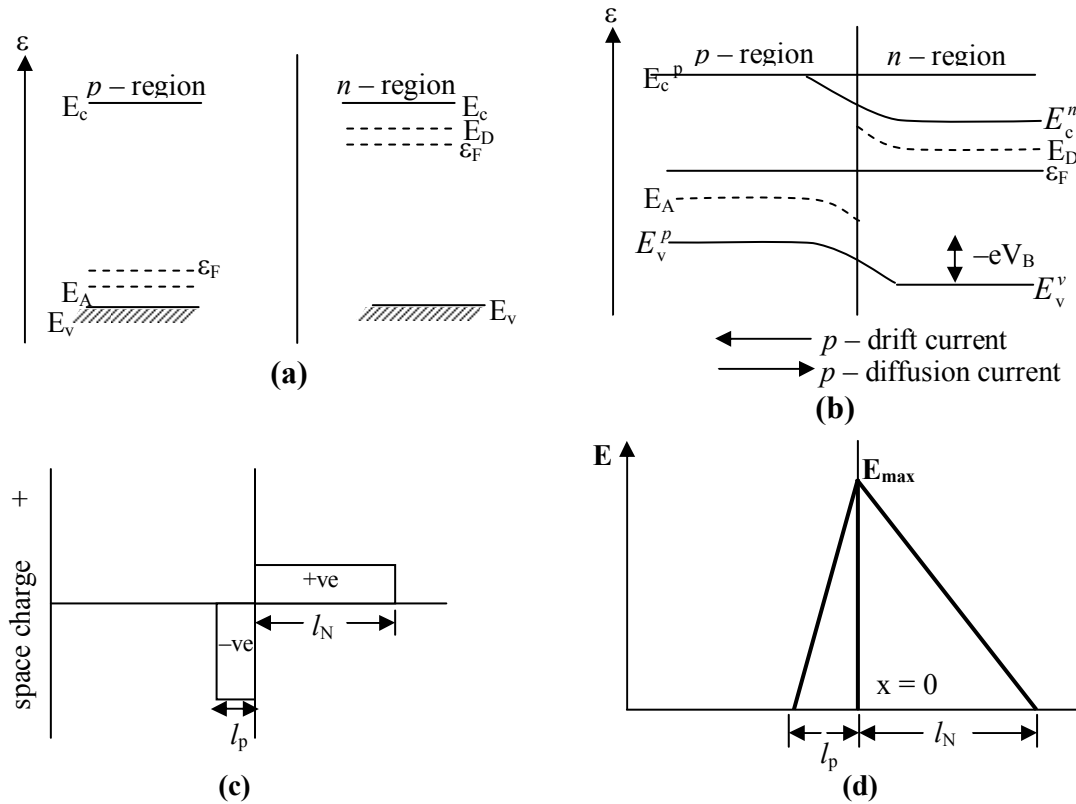 ε
p – region
n – region
E_c
E_c
E_D
ε_F
ε_F
E_A
E_v
E_v
(a)
ε
p – region
n – region
E_c^p
E_c^n
E_D
ε_F
E_A
E_v^p
–eV_B
E_v^v
p – drift current
p – diffusion current
(b)
space charge +
+ve
–ve
l_N
l_p
(c)
E
E_max
x = 0
l_p
l_N
(d)